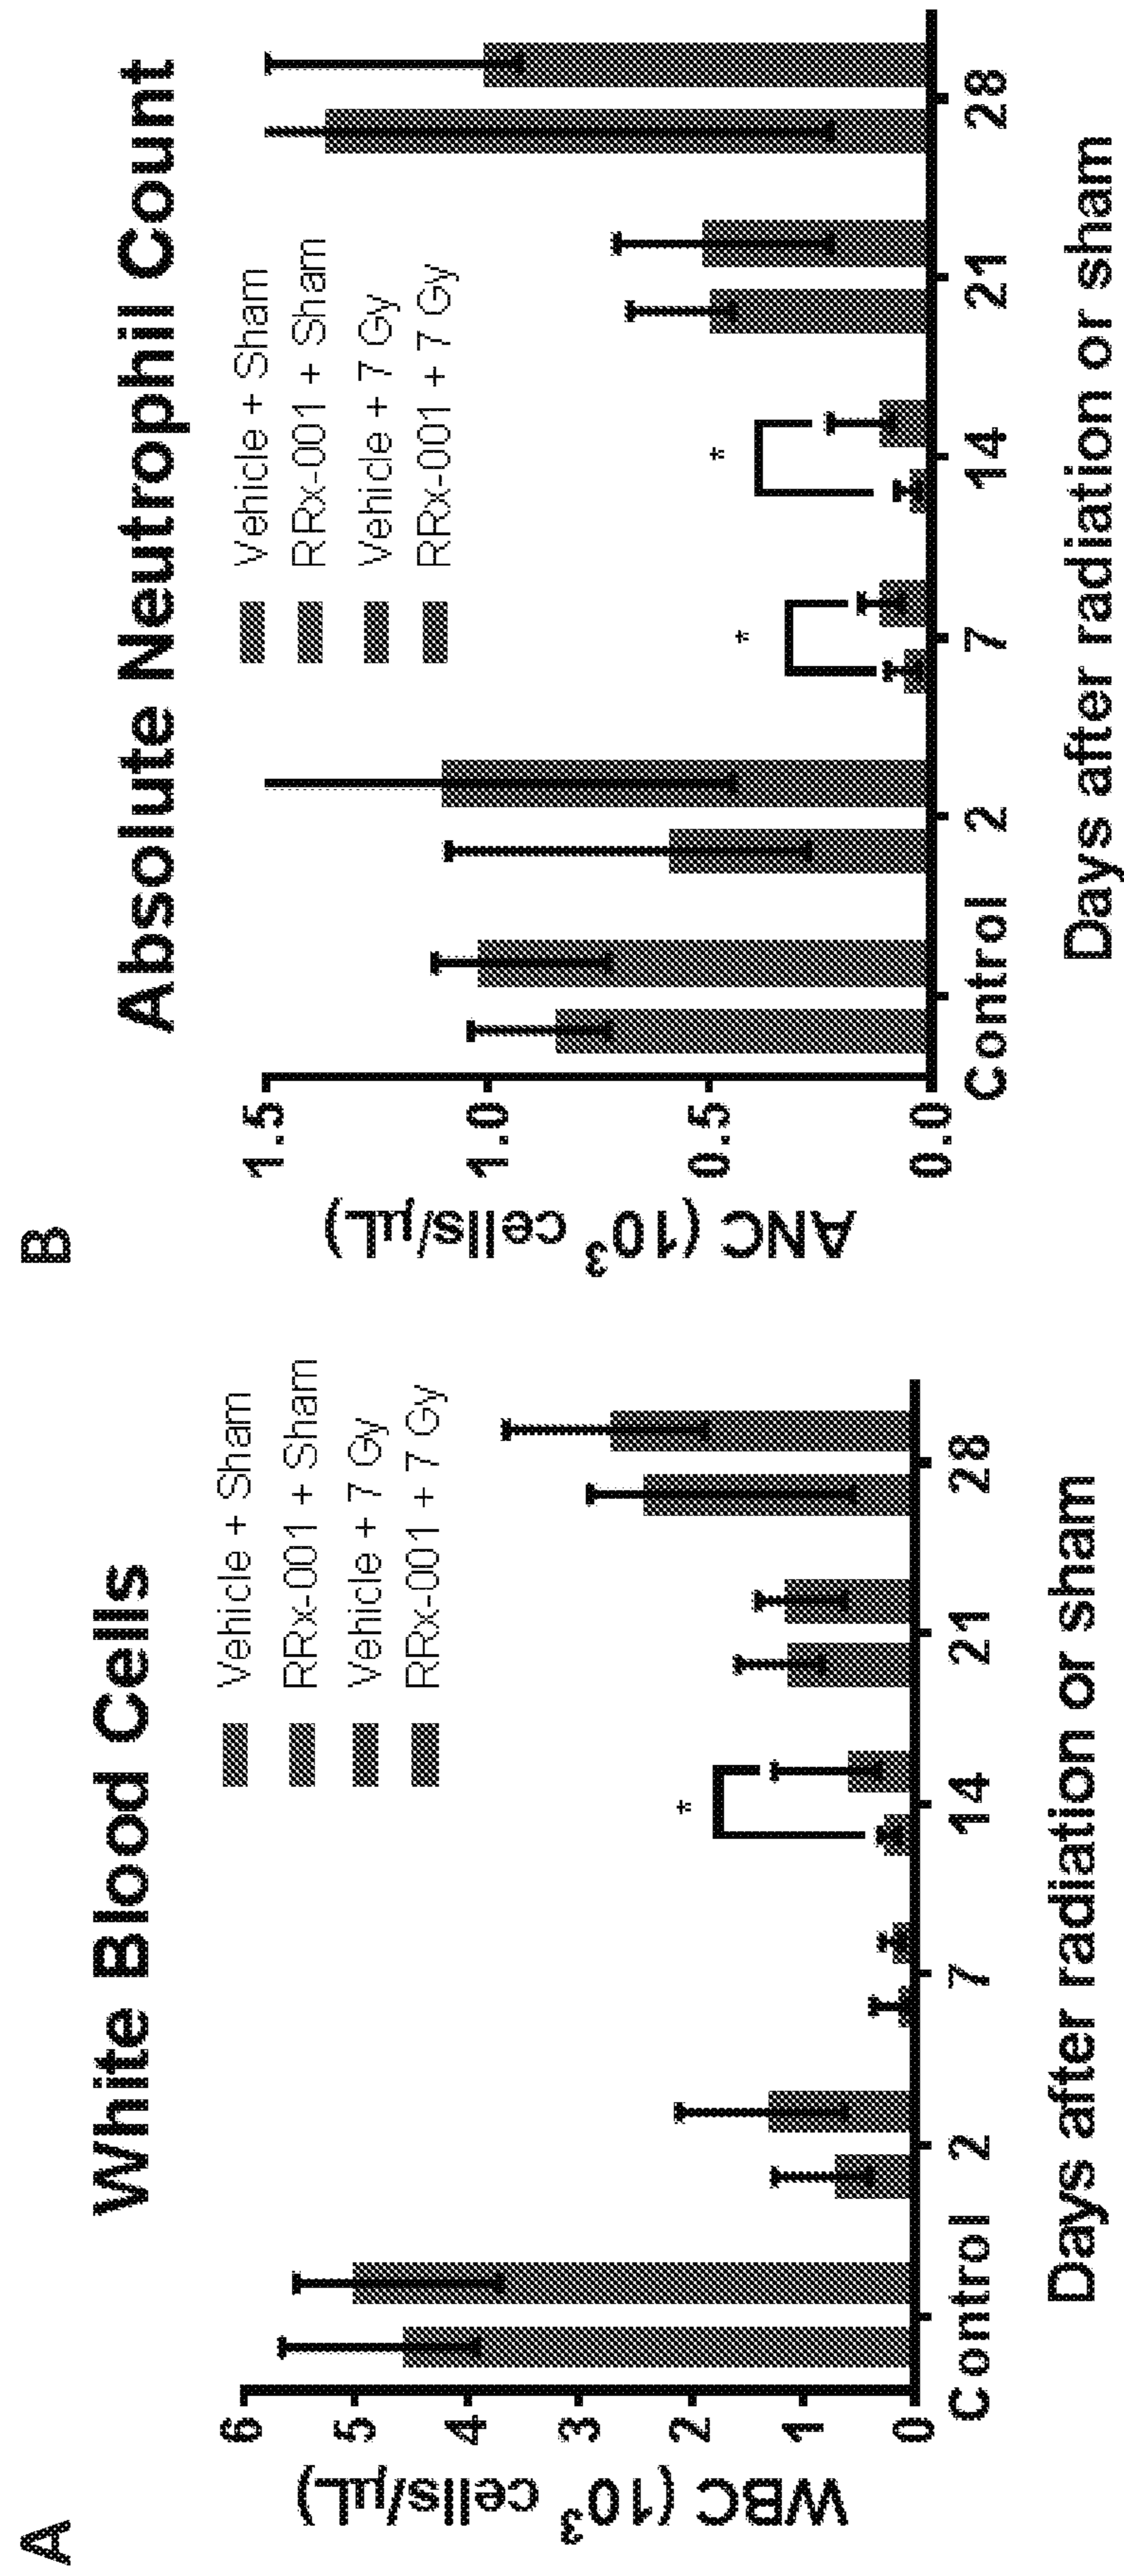 A
White Blood Cells
WBC (10³ cells/µL)
6
5
4
3
2
1
0
Vehicle + Sham
RRx-001 + Sham
Vehicle + 7 Gy
RRx-001 + 7 Gy
*
Control 2 7 14 21 28
Days after radiation or sham
B
Absolute Neutrophil Count
ANC (10³ cells/µL)
1.5
1.0
0.5
0.0
Vehicle + Sham
RRx-001 + Sham
Vehicle + 7 Gy
RRx-001 + 7 Gy
* *
Control 2 7 14 21 28
Days after radiation or sham